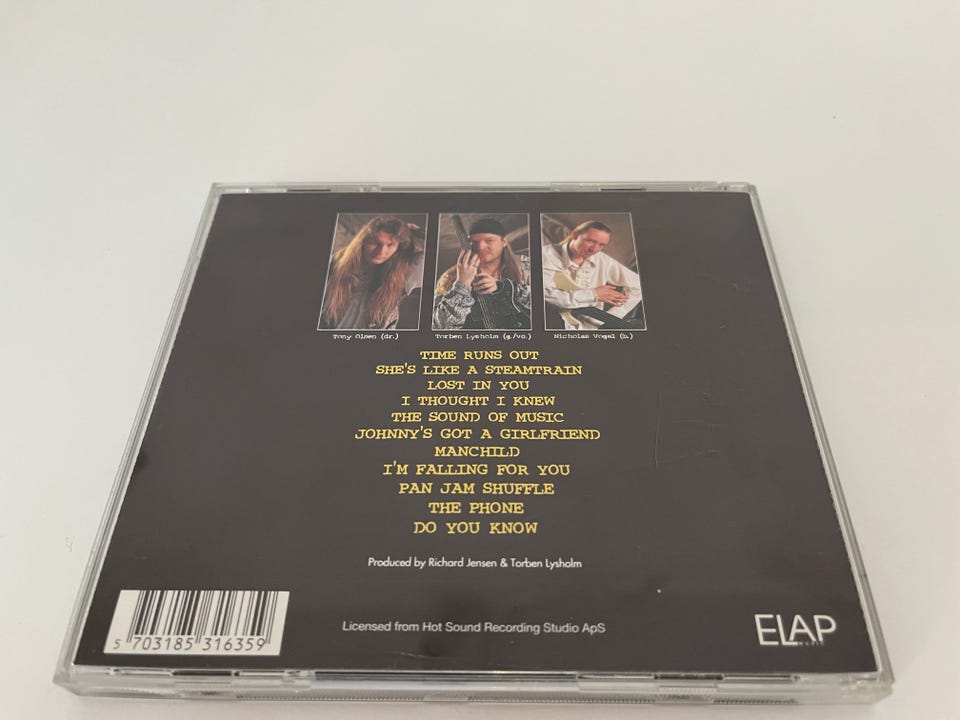 Tony Olsen (dr.) Torben Lysholm (g./vo.) Nicholas Vogel (b.)
TIME RUNS OUT
SHE'S LIKE A STEAMTRAIN
LOST IN YOU
I THOUGHT I KNEW
THE SOUND OF MUSIC
JOHNNY'S GOT A GIRLFRIEND
MANCHILD
I'M FALLING FOR YOU
PAN JAM SHUFFLE
THE PHONE
DO YOU KNOW
Produced by Richard Jensen & Torben Lysholm
Licensed from Hot Sound Recording Studio ApS
5 703185 316359
ELAP
MUSIC